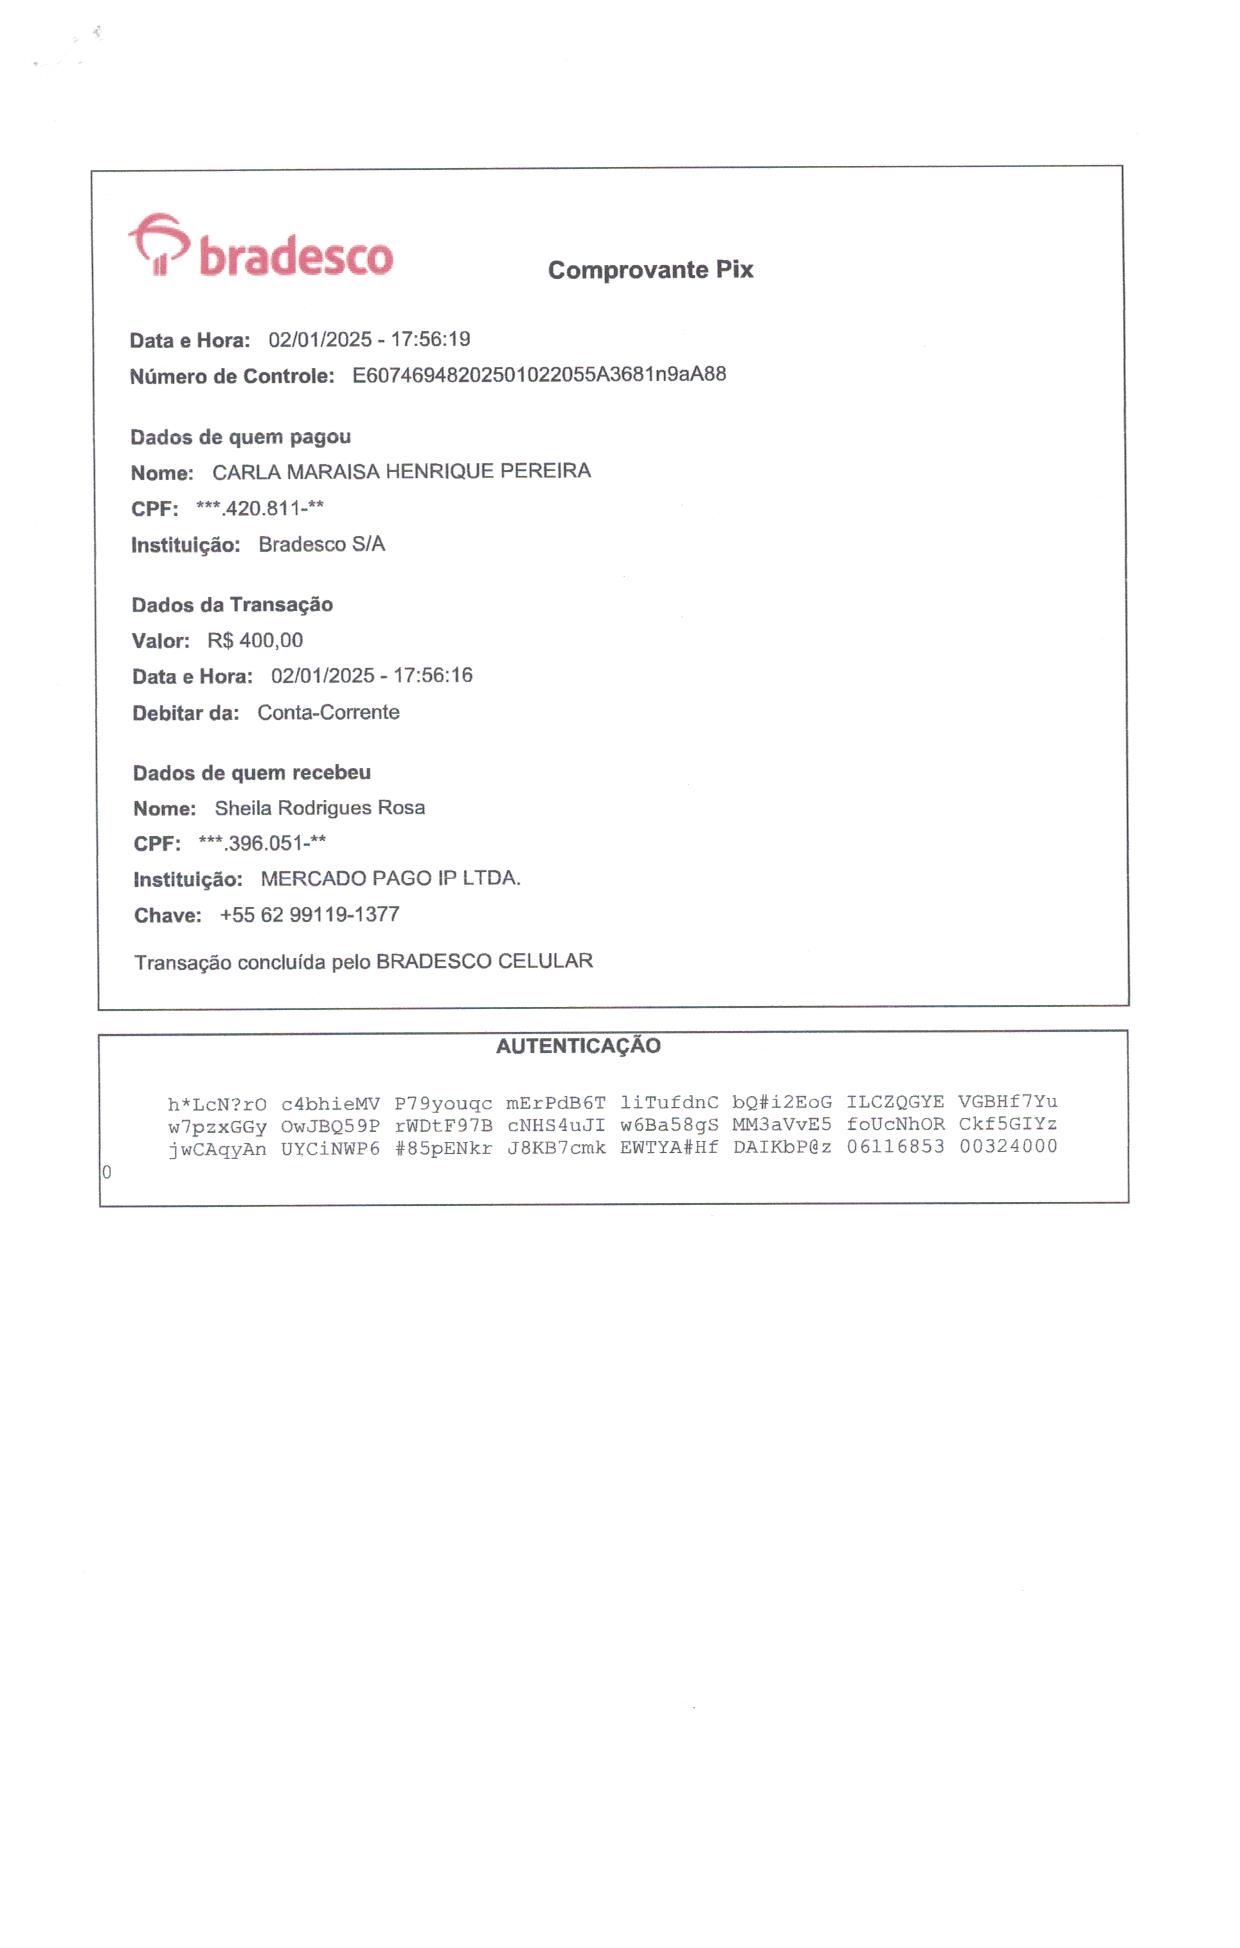 bradesco
Comprovante Pix
Data e Hora: 02/01/2025 - 17:56:19
Número de Controle: E60746948202501022055A3681n9aA88
Dados de quem pagou
Nome: CARLA MARAISA HENRIQUE PEREIRA
CPF: ***.420.811-**
Instituição: Bradesco S/A
Dados da Transação
Valor: R$ 400,00
Data e Hora: 02/01/2025 - 17:56:16
Debitar da: Conta-Corrente
Dados de quem recebeu
Nome: Sheila Rodrigues Rosa
CPF: ***.396.051-**
Instituição: MERCADO PAGO IP LTDA.
Chave: +55 62 99119-1377
Transação concluída pelo BRADESCO CELULAR
AUTENTICAÇÃO
h*LcN?rO c4bhieMV P79youqc mErPdB6T liTufdnC bQ#i2EoG ILCZQGYE VGBHf7Yu
w7pzxGGy OwJBQ59P rWDtF97B cNHS4uJI w6Ba58gS MM3aVvE5 foUcNhOR Ckf5GIYz
jwCAqyAn UYCiNWP6 #85pENkr J8KB7cmk EWTYA#Hf DAIKbP@z 06116853 00324000
0